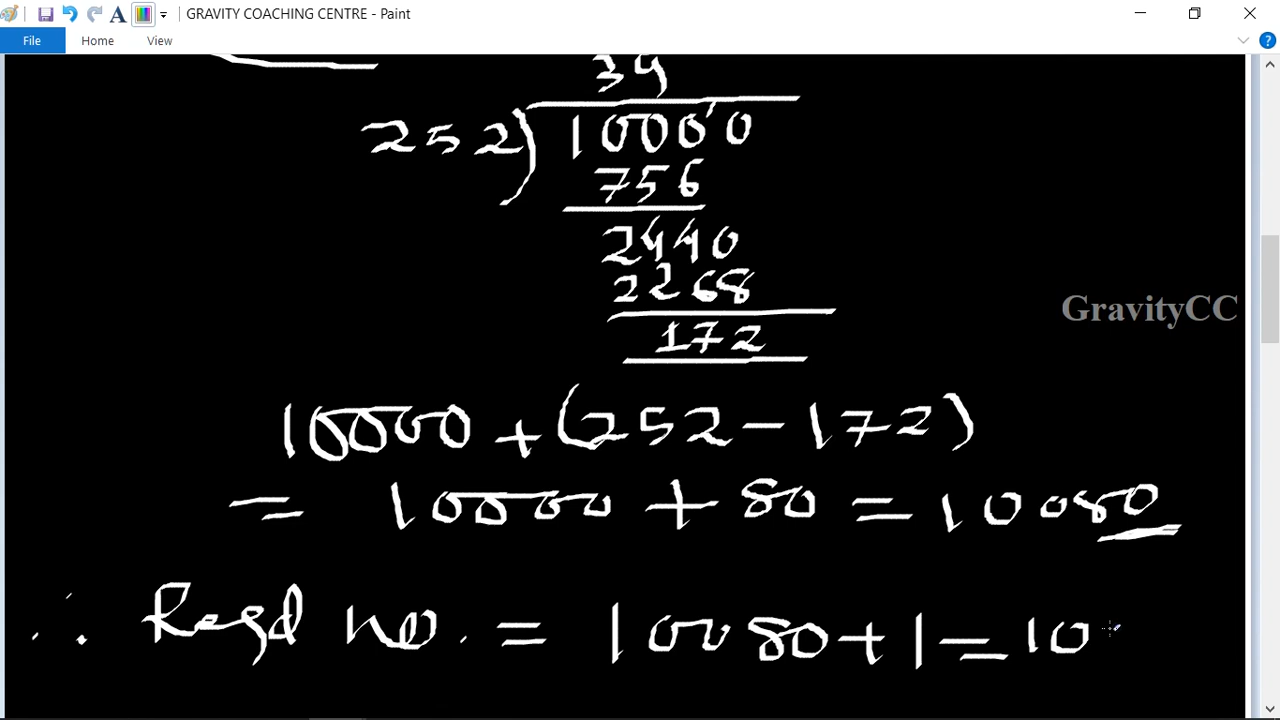 GRAVITY COACHING CENTRE - Paint
File Home View
39
252) 10000
756
2440
2268
172
GravityCC
10000 + (252 - 172)
= 10000 + 80 = 10080
∴ Reqd no. = 10080 + 1 = 10